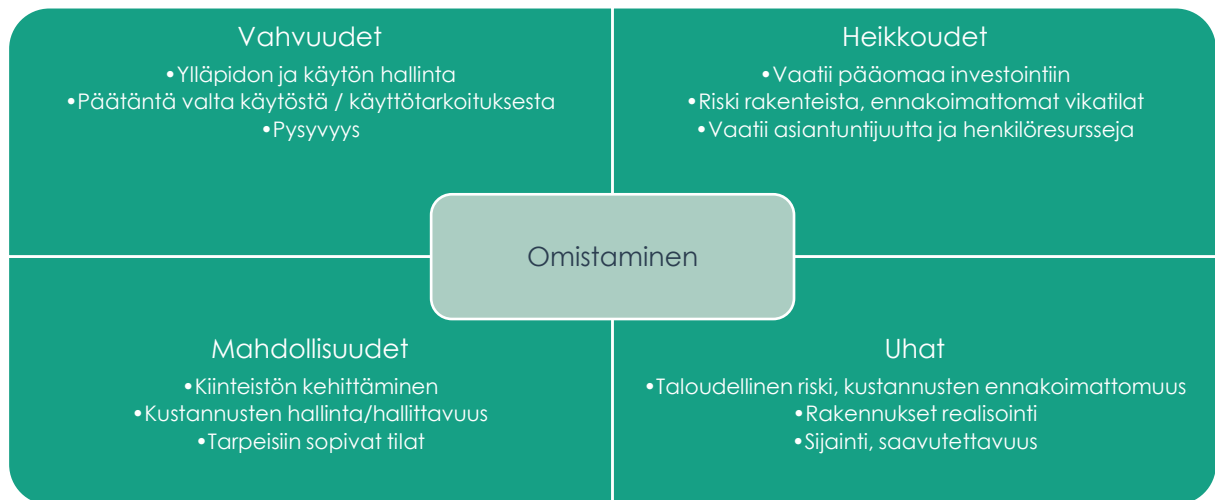 Vahvuudet
•Ylläpidon ja käytön hallinta
•Päätäntä valta käytöstä / käyttötarkoituksesta
•Pysyvyys
Heikkoudet
•Vaatii pääomaa investointiin
•Riski rakenteista, ennakoimattomat vikatilat
•Vaatii asiantuntijuutta ja henkilöresursseja
Omistaminen
Mahdollisuudet
•Kiinteistön kehittäminen
•Kustannusten hallinta/hallittavuus
•Tarpeisiin sopivat tilat
Uhat
•Taloudellinen riski, kustannusten ennakoimattomuus
•Rakennukset realisointi
•Sijainti, saavutettavuus